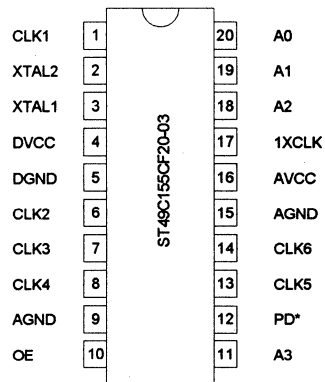 CLK1 1 20 A0
XTAL2 2 19 A1
XTAL1 3 18 A2
DVCC 4 17 1XCLK
DGND 5 16 AVCC
CLK2 6 15 AGND
CLK3 7 14 CLK6
CLK4 8 13 CLK5
AGND 9 12 PD*
OE 10 11 A3
ST49C155CF20-03